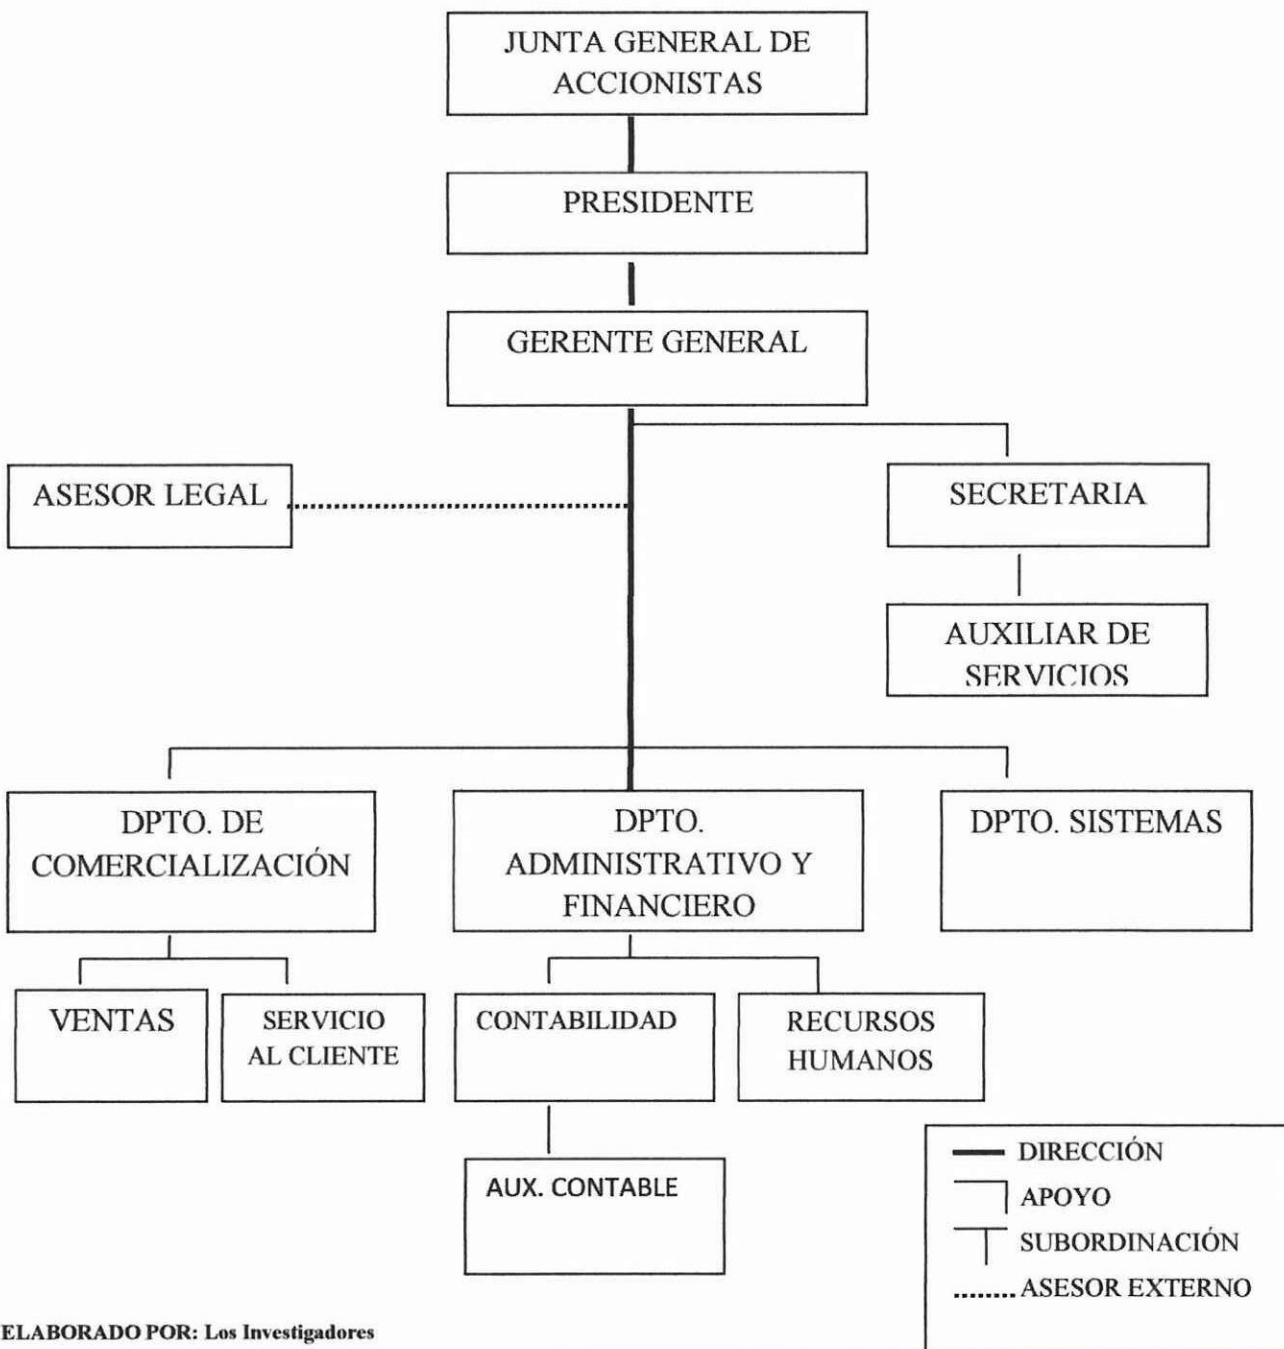 JUNTA GENERAL DE
ACCIONISTAS
PRESIDENTE
GERENTE GENERAL
ASESOR LEGAL
SECRETARIA
AUXILIAR DE
SERVICIOS
DPTO. DE
COMERCIALIZACIÓN
DPTO.
ADMINISTRATIVO Y
FINANCIERO
DPTO. SISTEMAS
VENTAS
SERVICIO
AL CLIENTE
CONTABILIDAD
RECURSOS
HUMANOS
AUX. CONTABLE
DIRECCIÓN
APOYO
SUBORDINACIÓN
ASESOR EXTERNO
ELABORADO POR: Los Investigadores